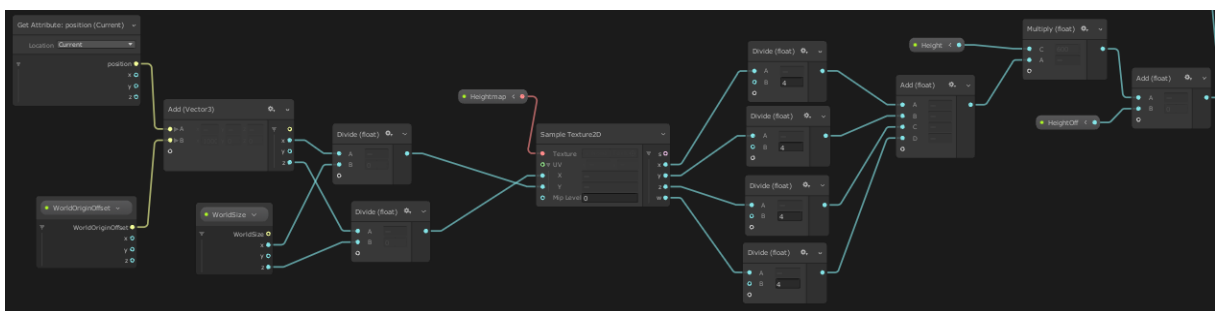 Get Attribute: position (Current)
Location Current
position
x
y
z
Add (Vector3)
A
B
x
y
z
WorldOriginOffset
WorldOriginOffset
x
y
z
WorldSize
WorldSize
x
y
z
Divide (float)
A
B
Divide (float)
A
B
Heightmap
Sample Texture2D
Texture
UV
X
Y
Mip Level 0
s
x
y
z
w
Divide (float)
A
B 4
Divide (float)
A
B 4
Divide (float)
A
B 4
Divide (float)
A
B 4
Add (float)
A
B
C
D
Height
Multiply (float)
C
A
HeightOff
Add (float)
A
B